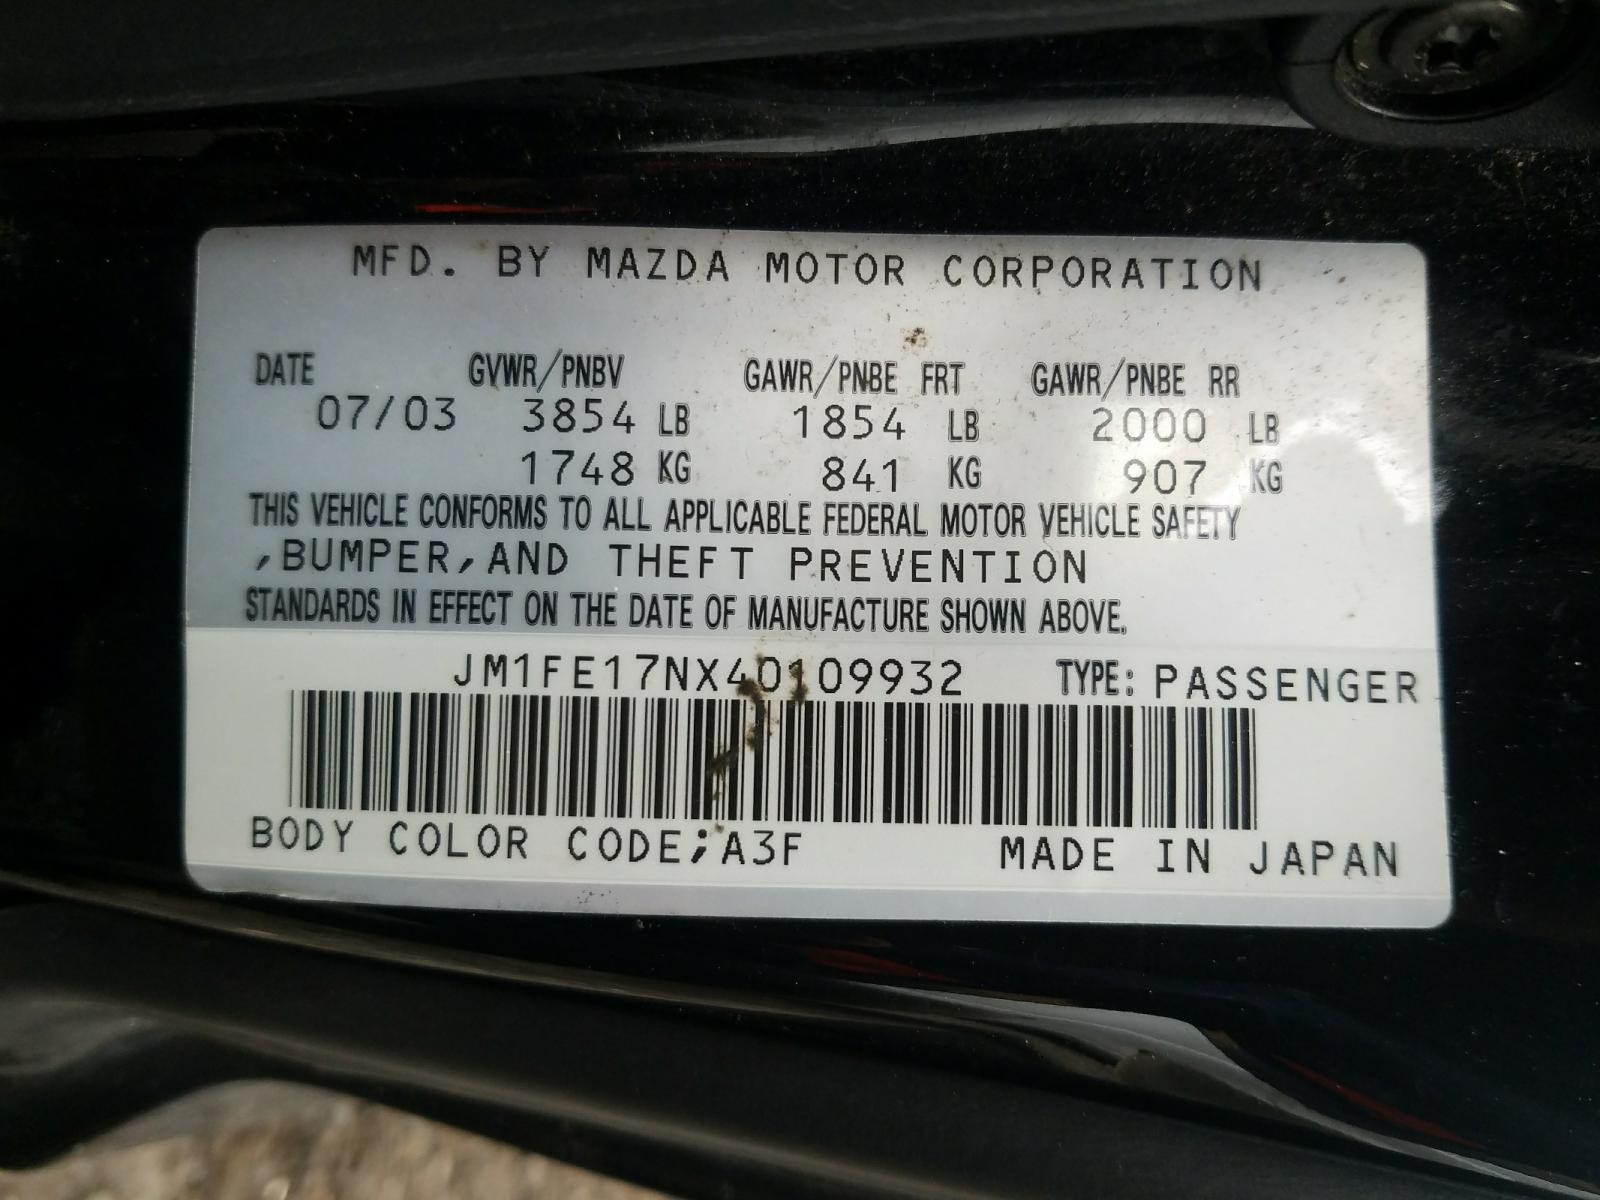 MFD. BY MAZDA MOTOR CORPORATION
DATE GVWR/PNBV GAWR/PNBE FRT GAWR/PNBE RR
07/03 3854 LB 1854 LB 2000 LB
1748 KG 841 KG 907 KG
THIS VEHICLE CONFORMS TO ALL APPLICABLE FEDERAL MOTOR VEHICLE SAFETY
,BUMPER,AND THEFT PREVENTION
STANDARDS IN EFFECT ON THE DATE OF MANUFACTURE SHOWN ABOVE.
JM1FE17NX40109932 TYPE: PASSENGER
BODY COLOR CODE;A3F MADE IN JAPAN